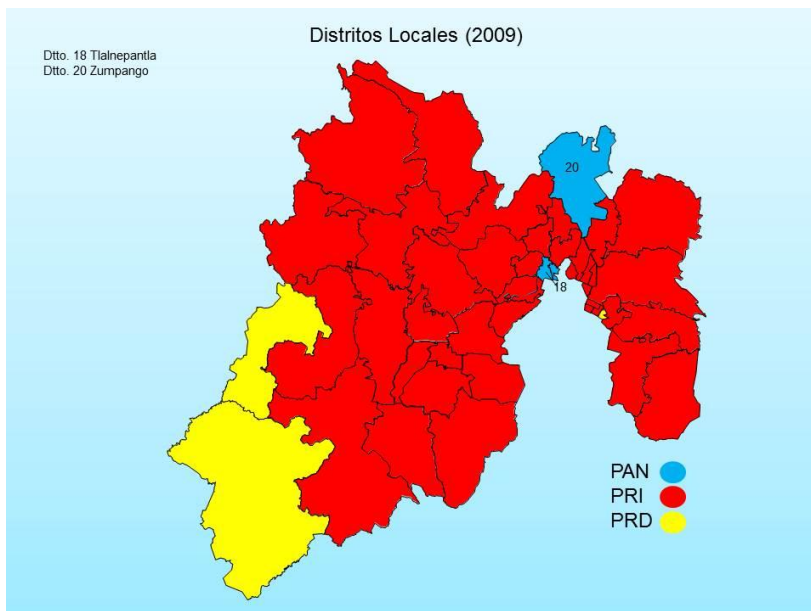 Distritos Locales (2009)
Dtto. 18 Tlalnepantla
Dtto. 20 Zumpango
20
18
PAN
PRI
PRD